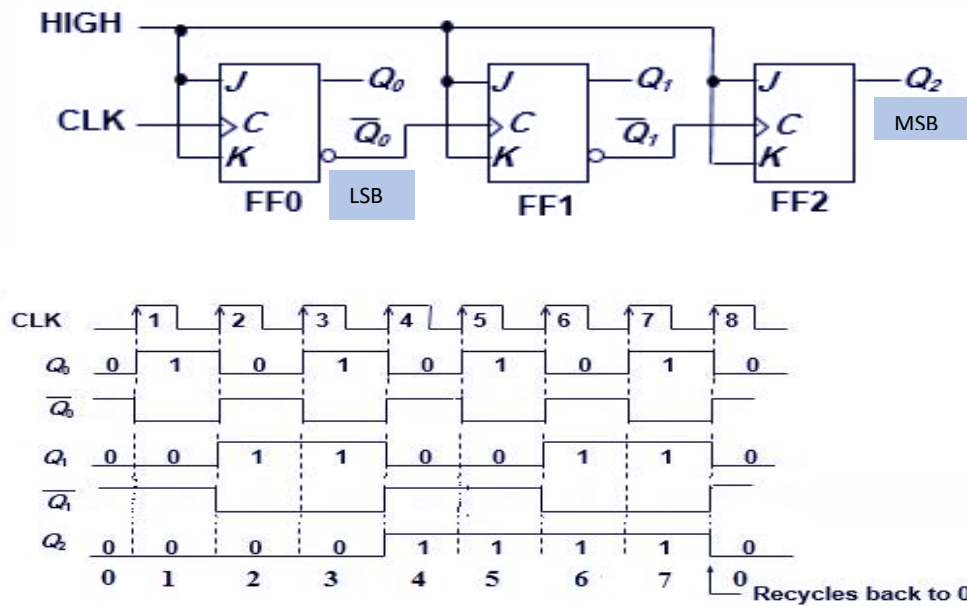 HIGH
J Q₀ J Q₁ J Q₂
CLK C Q̅₀ C Q̅₁ C MSB
K K K
FF0 LSB FF1 FF2
CLK 1 2 3 4 5 6 7 8
Q₀ 0 1 0 1 0 1 0 1 0
Q̅₀
Q₁ 0 0 1 1 0 0 1 1 0
Q̅₁
Q₂ 0 0 0 0 1 1 1 1 0
0 1 2 3 4 5 6 7 0
Recycles back to 0